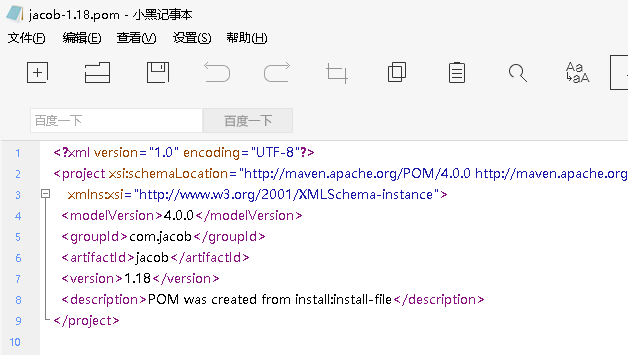 jacob-1.18.pom - 小黑记事本
文件(F) 编辑(E) 查看(V) 设置(S) 帮助(H)
Aa
aA
百度一下 百度一下
1 <?xml version="1.0" encoding="UTF-8"?>
2 <project xsi:schemaLocation="http://maven.apache.org/POM/4.0.0 http://maven.apache.org
3 xmlns:xsi="http://www.w3.org/2001/XMLSchema-instance">
4 <modelVersion>4.0.0</modelVersion>
5 <groupId>com.jacob</groupId>
6 <artifactId>jacob</artifactId>
7 <version>1.18</version>
8 <description>POM was created from install:install-file</description>
9 </project>
10